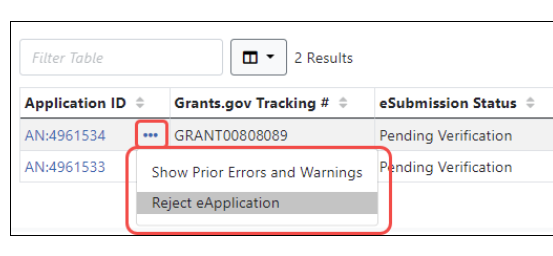 Filter Table
2 Results
Application ID Grants.gov Tracking # eSubmission Status
AN:4961534 ••• GRANT00808089 Pending Verification
AN:4961533 Pending Verification
Show Prior Errors and Warnings
Reject eApplication